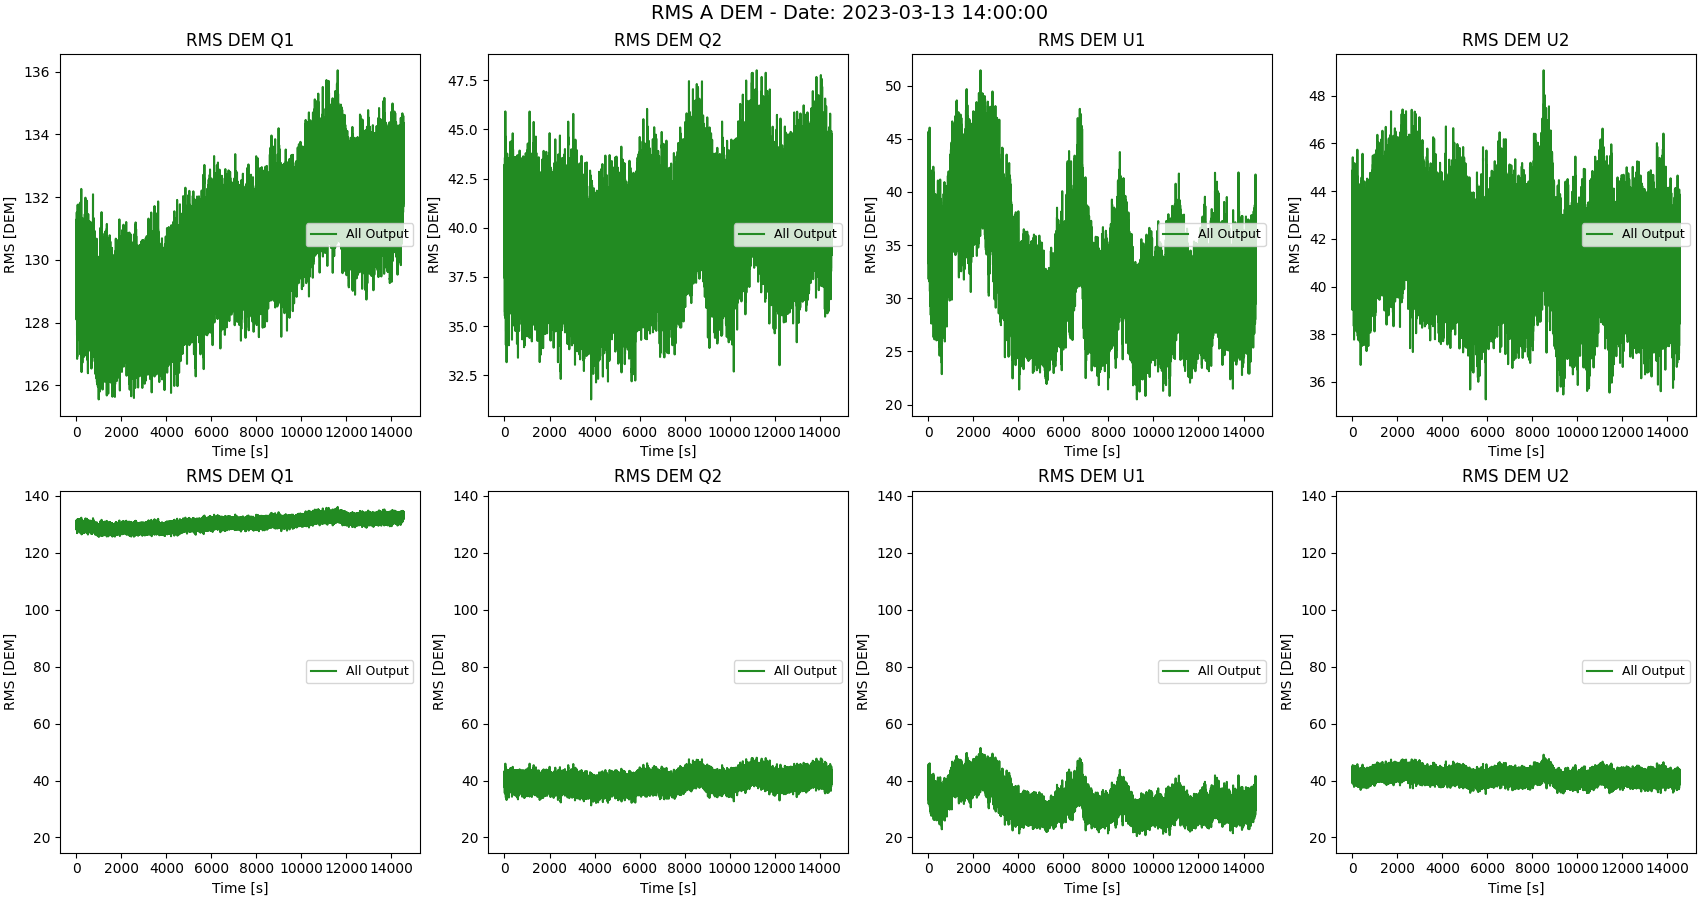 RMS A DEM - Date: 2023-03-13 14:00:00
RMS DEM Q1
RMS DEM Q2
RMS DEM U1
RMS DEM U2
RMS [DEM]
136
134
132
130
128
126
All Output
0 2000 4000 6000 8000 10000 12000 14000
Time [s]
RMS [DEM]
47.5
45.0
42.5
40.0
37.5
35.0
32.5
All Output
0 2000 4000 6000 8000 10000 12000 14000
Time [s]
RMS [DEM]
50
45
40
35
30
25
20
All Output
0 2000 4000 6000 8000 10000 12000 14000
Time [s]
RMS [DEM]
48
46
44
42
40
38
36
All Output
0 2000 4000 6000 8000 10000 12000 14000
Time [s]
RMS DEM Q1
RMS DEM Q2
RMS DEM U1
RMS DEM U2
RMS [DEM]
140
120
100
80
60
40
20
All Output
0 2000 4000 6000 8000 10000 12000 14000
Time [s]
RMS [DEM]
140
120
100
80
60
40
20
All Output
0 2000 4000 6000 8000 10000 12000 14000
Time [s]
RMS [DEM]
140
120
100
80
60
40
20
All Output
0 2000 4000 6000 8000 10000 12000 14000
Time [s]
RMS [DEM]
140
120
100
80
60
40
20
All Output
0 2000 4000 6000 8000 10000 12000 14000
Time [s]